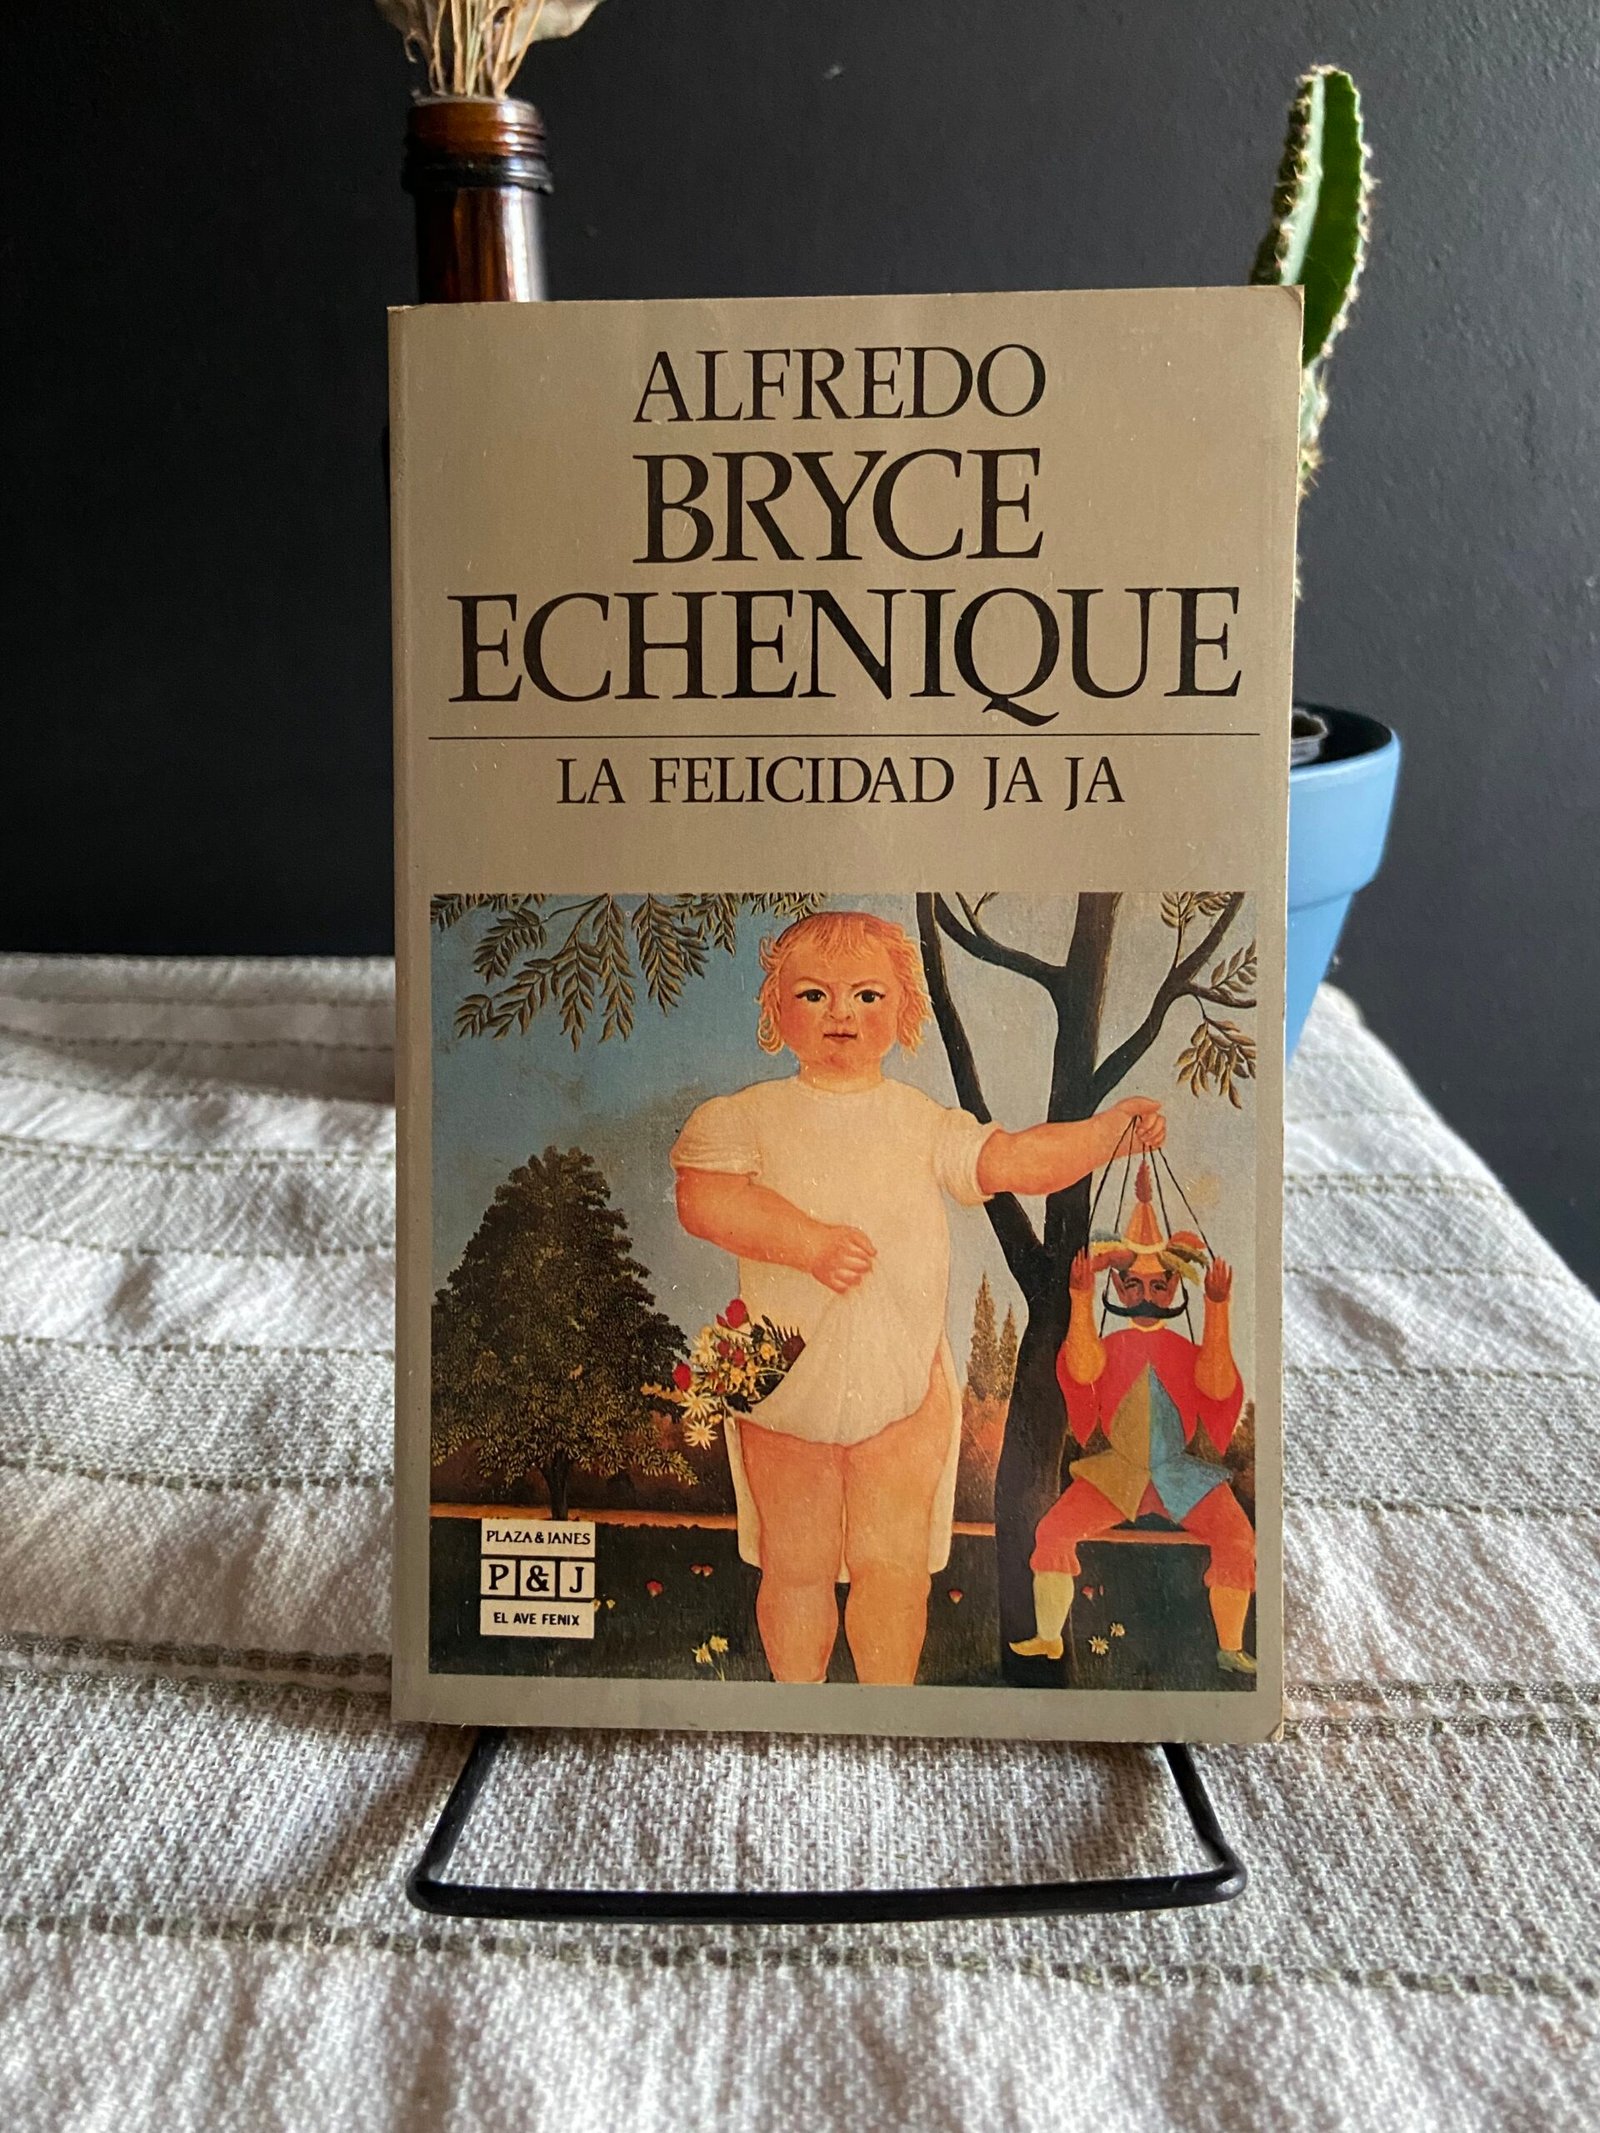 ALFREDO
BRYCE
ECHENIQUE
LA FELICIDAD JA JA
PLAZA & JANES
P & J
EL AVE FENIX